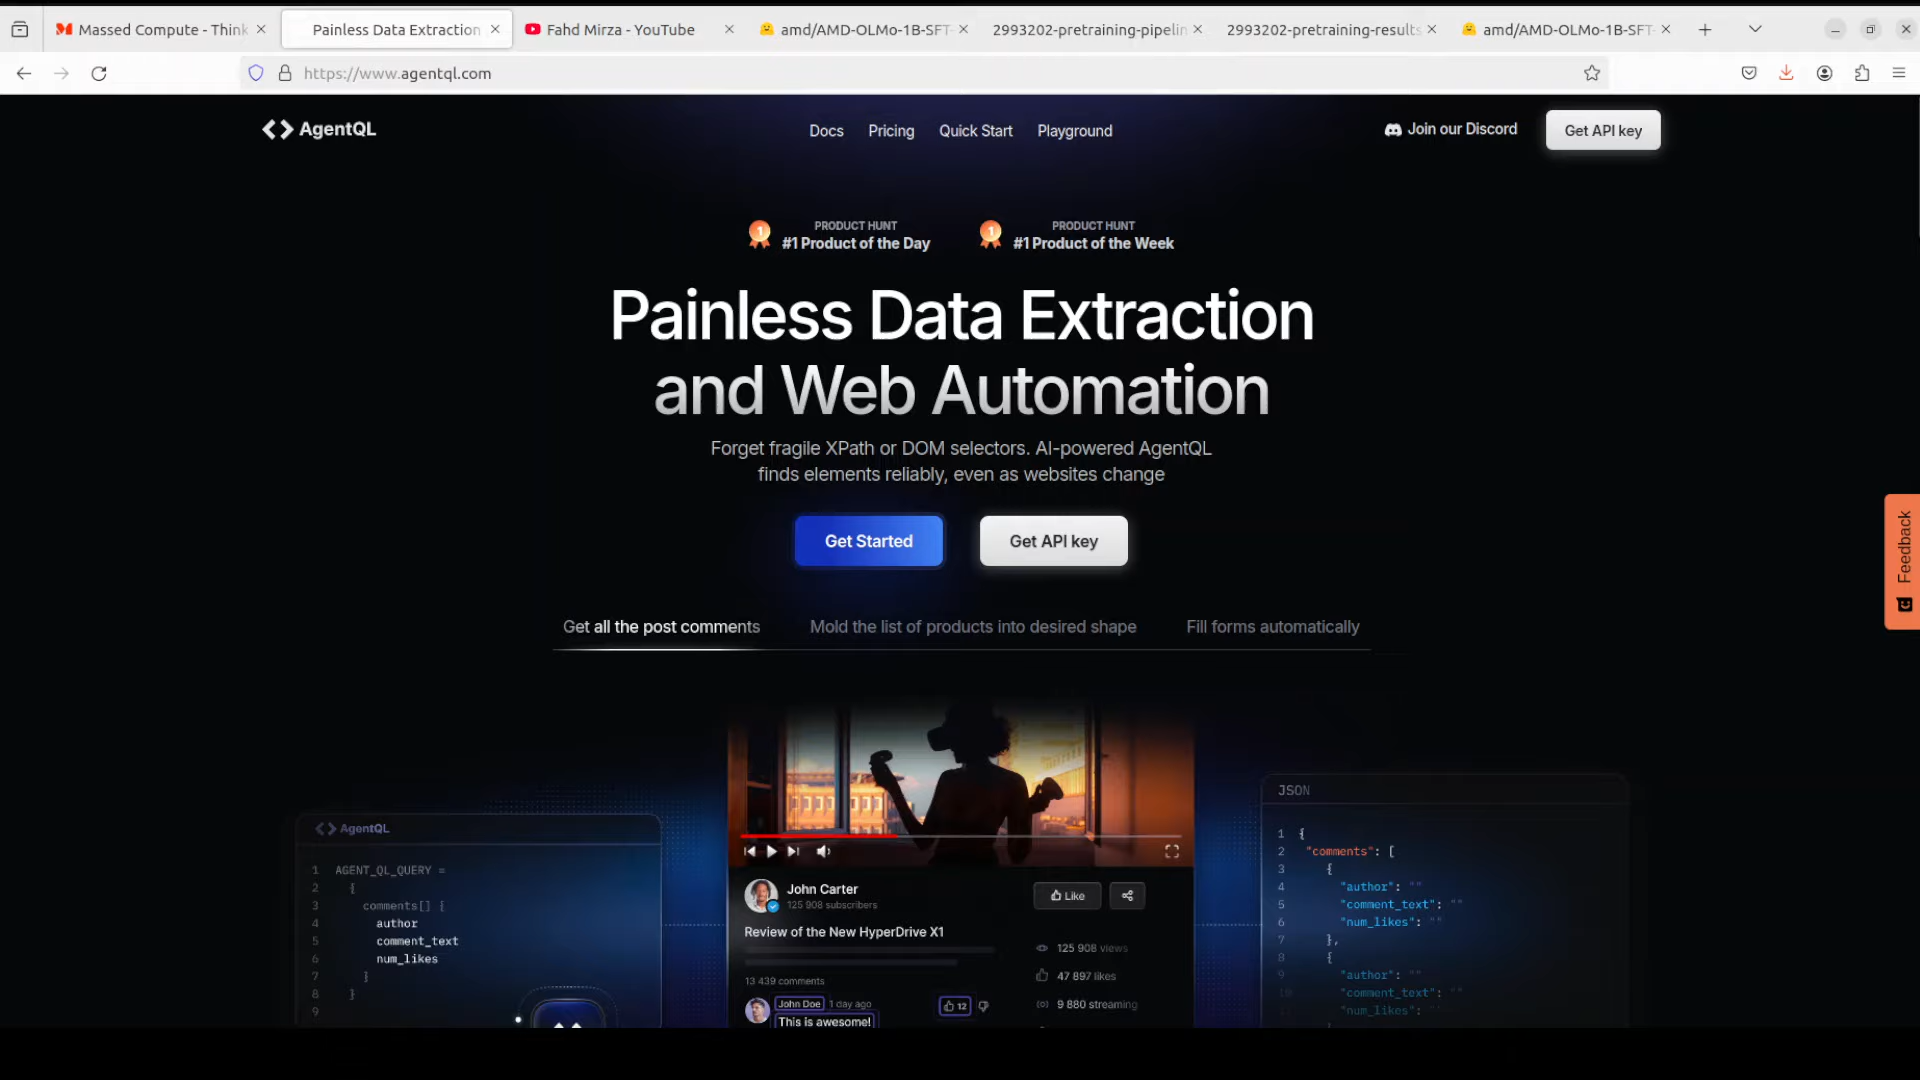 Massed Compute - Think
Painless Data Extraction
Fahd Mirza - YouTube
amd/AMD-OLMo-1B-SFT-
2993202-pretraining-pipelin
2993202-pretraining-results
amd/AMD-OLMo-1B-SFT-
https://www.agentql.com
AgentQL
Docs
Pricing
Quick Start
Playground
Join our Discord
Get API key
PRODUCT HUNT
#1 Product of the Day
PRODUCT HUNT
#1 Product of the Week
Painless Data Extraction
and Web Automation
Forget fragile XPath or DOM selectors. AI-powered AgentQL
finds elements reliably, even as websites change
Get Started
Get API key
Get all the post comments
Mold the list of products into desired shape
Fill forms automatically
Feedback
AgentQL
1 AGENT_QL_QUERY =
2 {
3 comments[] {
4 author
5 comment_text
6 num_likes
7 }
8 }
9
John Carter
125 908 subscribers
Like
Review of the New HyperDrive X1
125 908 views
47 897 likes
9 880 streaming
13 439 comments
John Doe 1 day ago
12
This is awesome!
JSON
1 {
2 "comments": [
3 {
4 "author": ""
5 "comment_text": ""
6 "num_likes": ""
7 },
8 {
9 "author": ""
10 "comment_text": ""
11 "num_likes": ""